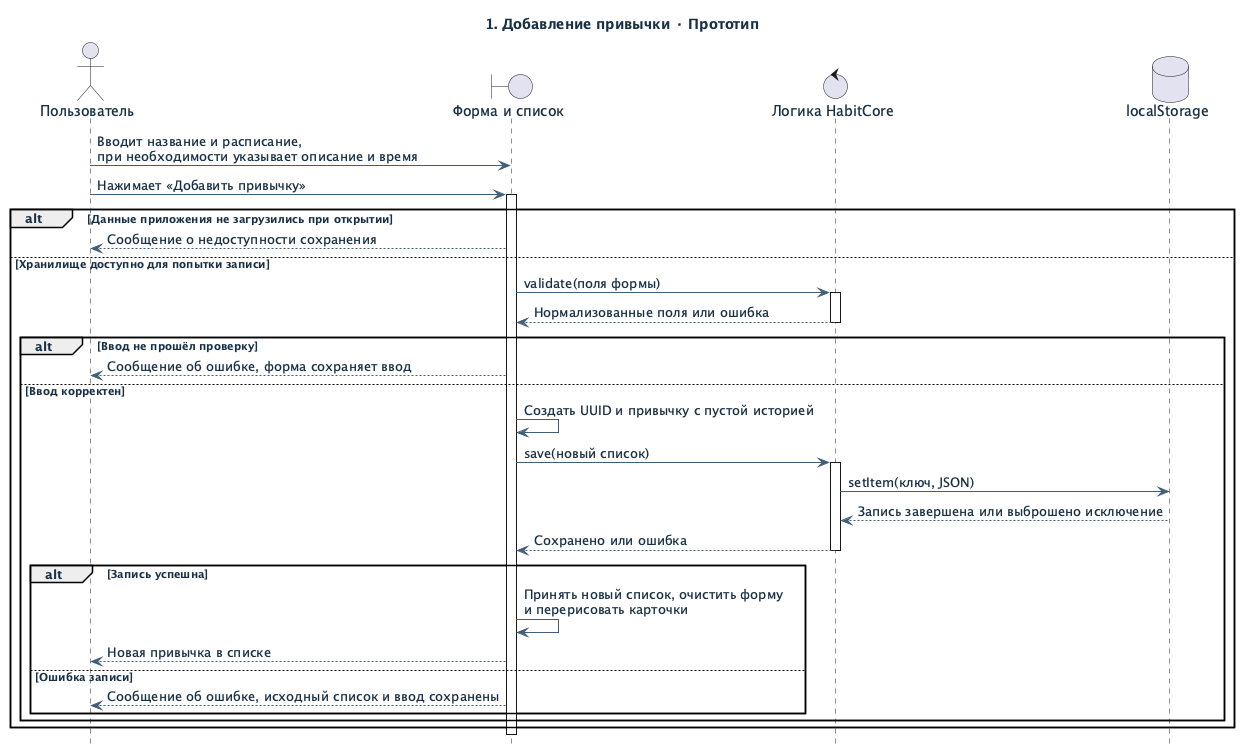 1. Добавление привычки · Прототип
Пользователь
Форма и список
Логика HabitCore
localStorage
Вводит название и расписание,
при необходимости указывает описание и время
Нажимает «Добавить привычку»
alt
[Данные приложения не загрузились при открытии]
Сообщение о недоступности сохранения
[Хранилище доступно для попытки записи]
validate(поля формы)
Нормализованные поля или ошибка
alt
[Ввод не прошёл проверку]
Сообщение об ошибке, форма сохраняет ввод
[Ввод корректен]
Создать UUID и привычку с пустой историей
save(новый список)
setItem(ключ, JSON)
Запись завершена или выброшено исключение
Сохранено или ошибка
alt
[Запись успешна]
Принять новый список, очистить форму
и перерисовать карточки
Новая привычка в списке
[Ошибка записи]
Сообщение об ошибке, исходный список и ввод сохранены